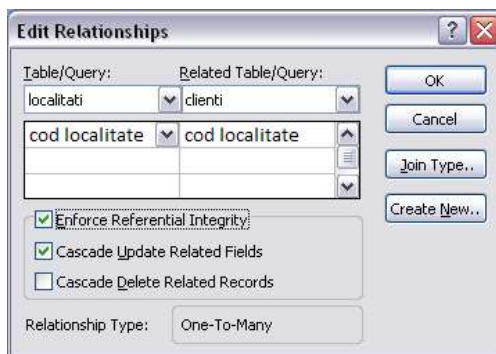 Edit Relationships
Table/Query: Related Table/Query:
localitati clienti
cod localitate cod localitate
Enforce Referential Integrity
Cascade Update Related Fields
Cascade Delete Related Records
Relationship Type: One-To-Many
OK
Cancel
Join Type..
Create New..